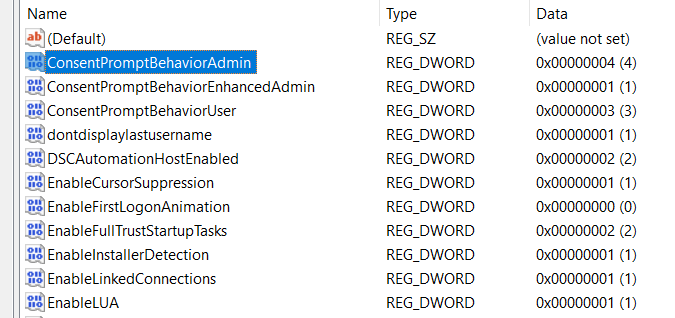 Name Type Data
ab (Default) REG_SZ (value not set)
ConsentPromptBehaviorAdmin REG_DWORD 0x00000004 (4)
ConsentPromptBehaviorEnhancedAdmin REG_DWORD 0x00000001 (1)
ConsentPromptBehaviorUser REG_DWORD 0x00000003 (3)
dontdisplaylastusername REG_DWORD 0x00000001 (1)
DSCAutomationHostEnabled REG_DWORD 0x00000002 (2)
EnableCursorSuppression REG_DWORD 0x00000001 (1)
EnableFirstLogonAnimation REG_DWORD 0x00000000 (0)
EnableFullTrustStartupTasks REG_DWORD 0x00000002 (2)
EnableInstallerDetection REG_DWORD 0x00000001 (1)
EnableLinkedConnections REG_DWORD 0x00000001 (1)
EnableLUA REG_DWORD 0x00000001 (1)